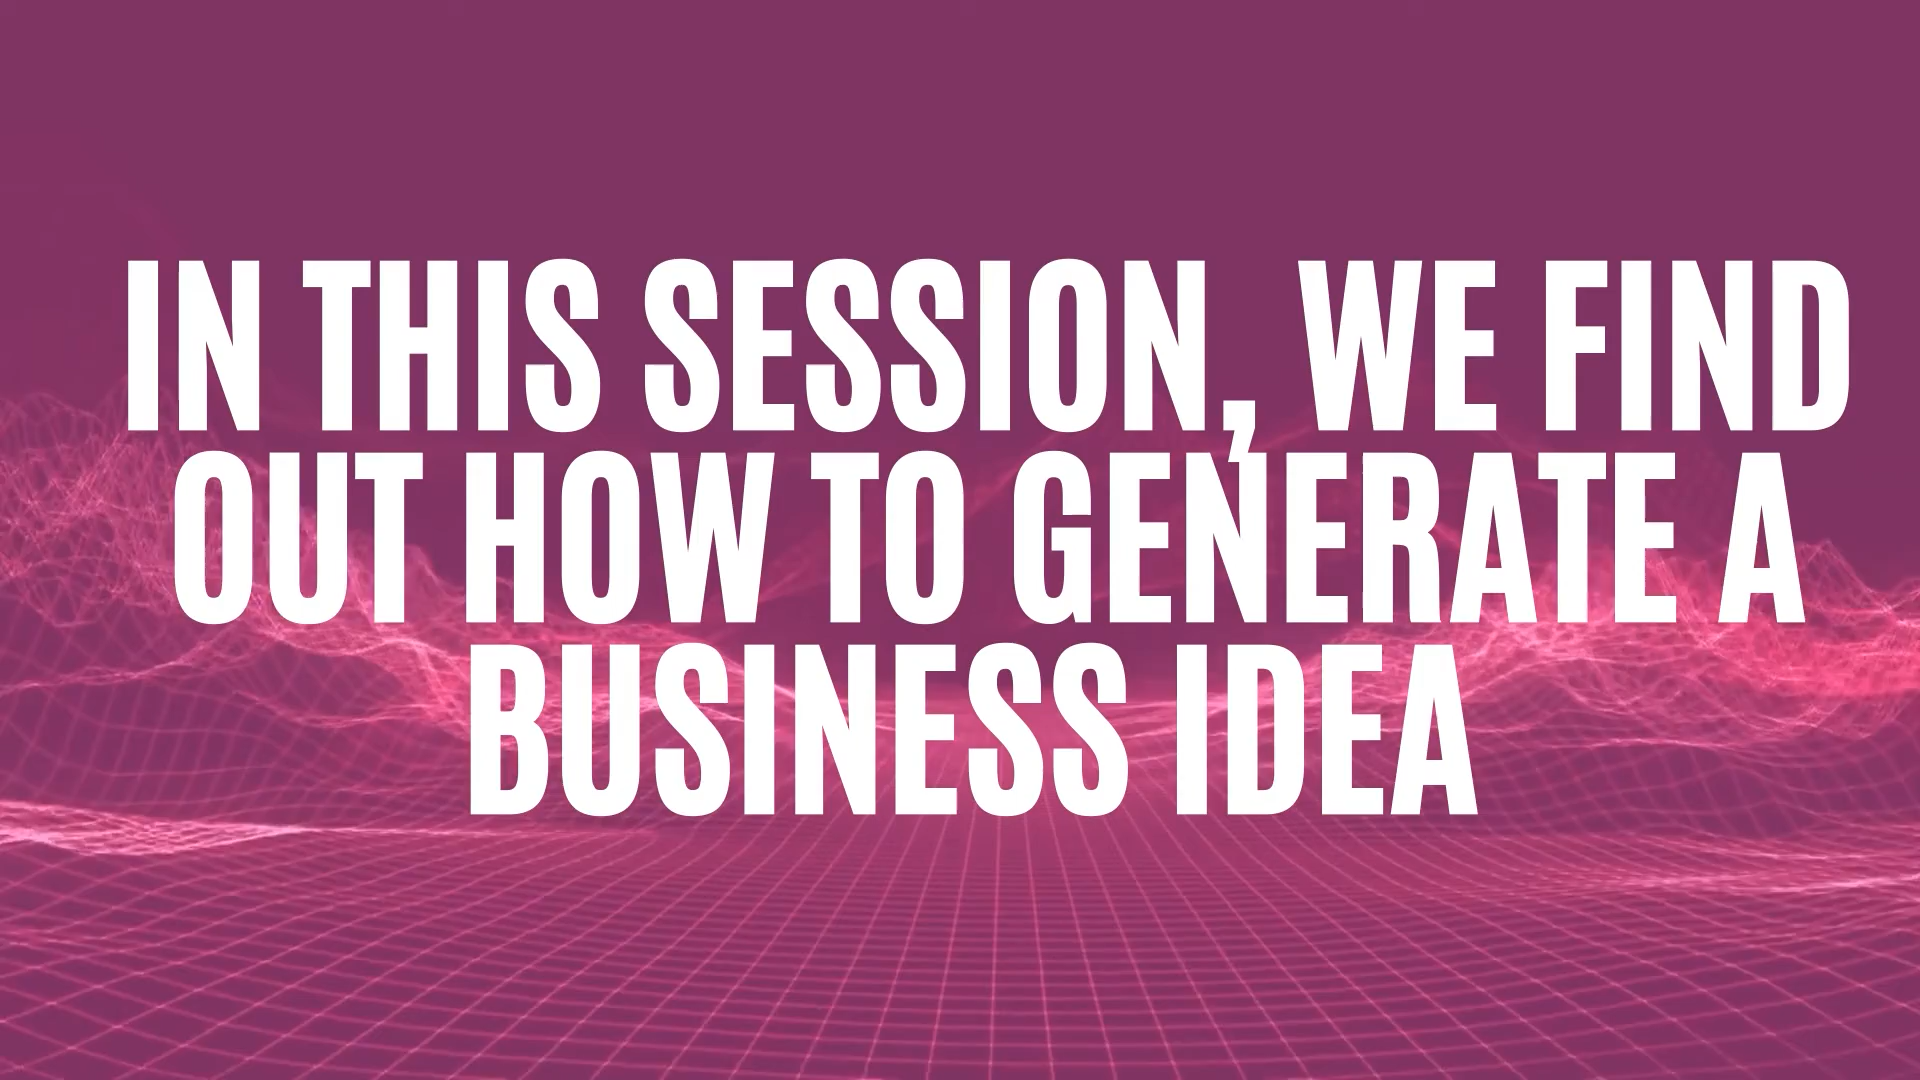 IN THIS SESSION, WE FIND
OUT HOW TO GENERATE A
BUSINESS IDEA